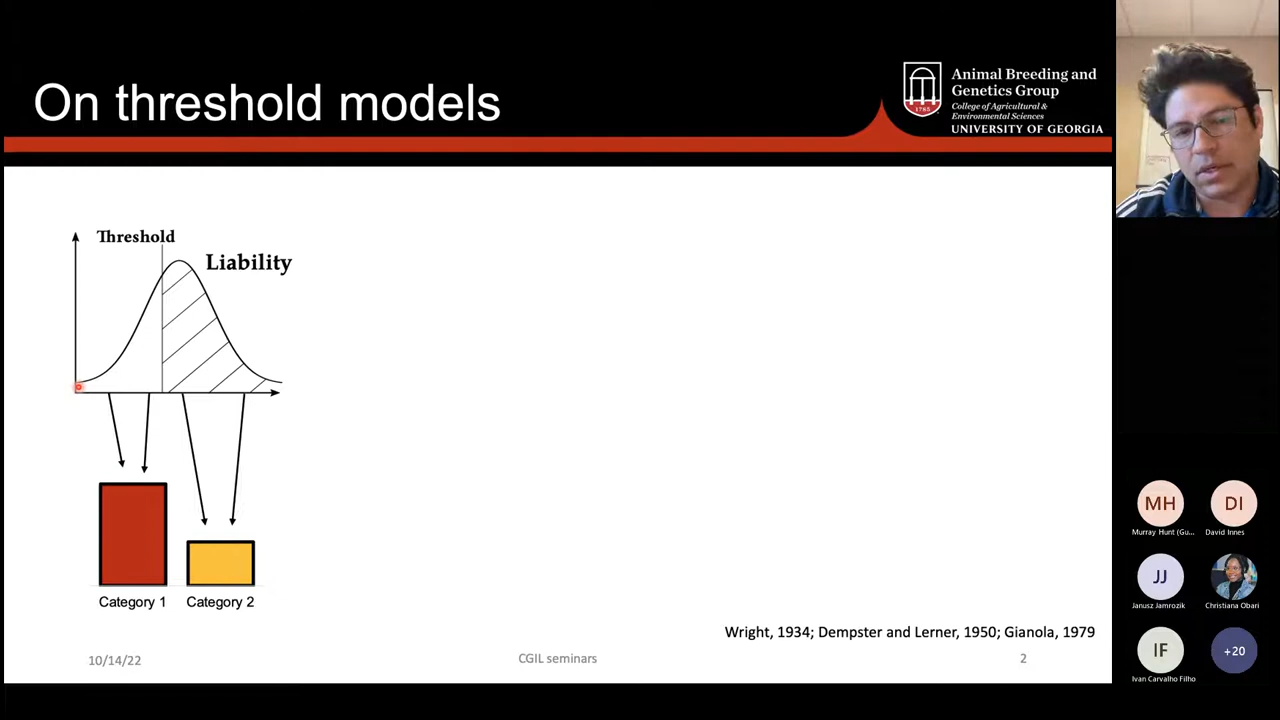 On threshold models
1785
Animal Breeding and
Genetics Group
College of Agricultural &
Environmental Sciences
UNIVERSITY OF GEORGIA
Threshold
Liability
Category 1
Category 2
Wright, 1934; Dempster and Lerner, 1950; Gianola, 1979
10/14/22
CGIL seminars
2
MH
DI
Murray Hunt (Gu...
David Innes
JJ
Janusz Jamrozik
Christiana Obari
IF
+20
Ivan Carvalho Filho